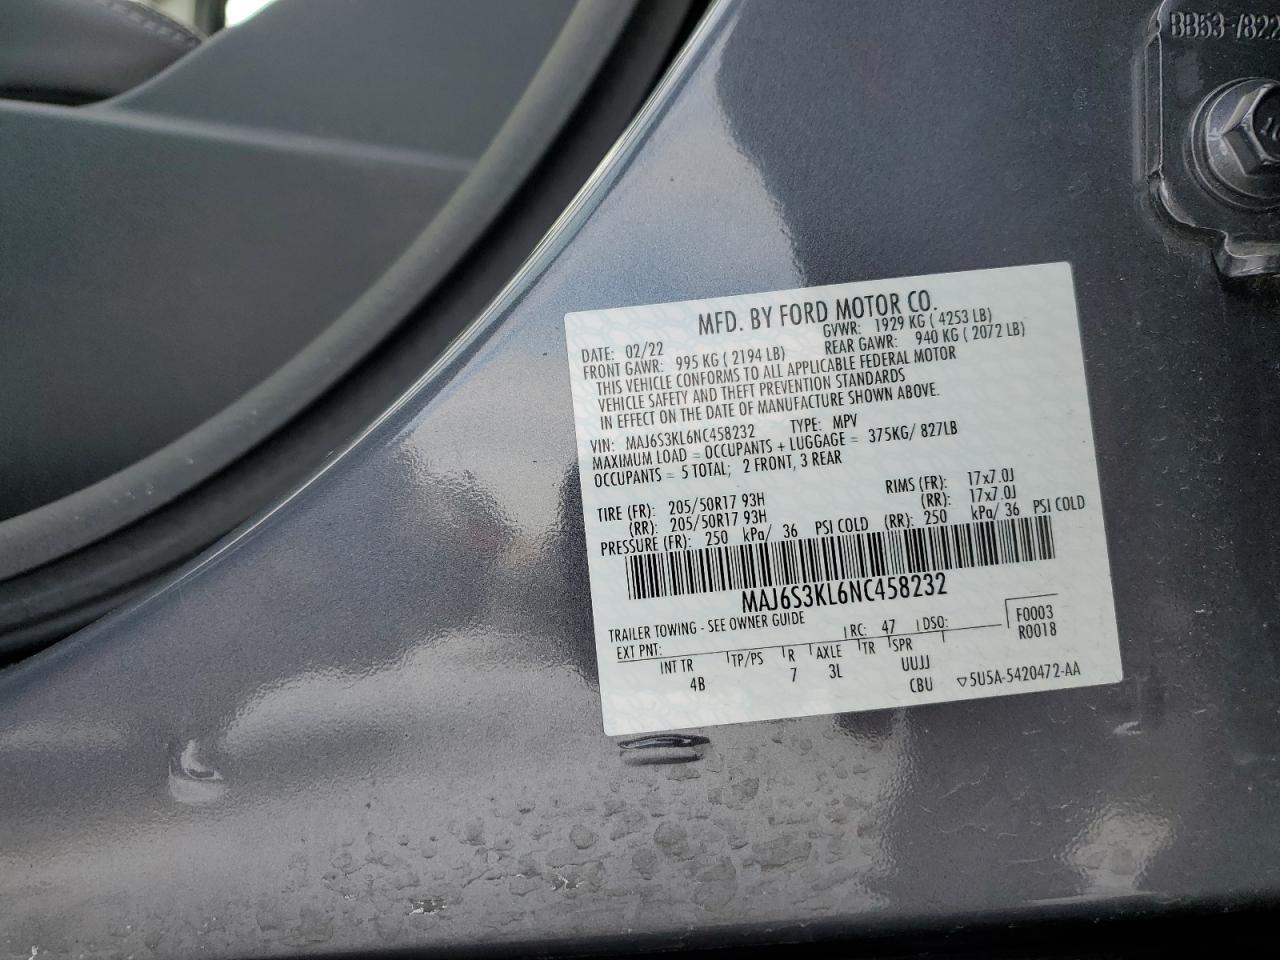 BB53-7822
MFD. BY FORD MOTOR CO.
DATE: 02/22 GVWR: 1929 KG ( 4253 LB)
FRONT GAWR: 995 KG ( 2194 LB) REAR GAWR: 940 KG ( 2072 LB)
THIS VEHICLE CONFORMS TO ALL APPLICABLE FEDERAL MOTOR
VEHICLE SAFETY AND THEFT PREVENTION STANDARDS
IN EFFECT ON THE DATE OF MANUFACTURE SHOWN ABOVE.
VIN: MAJ6S3KL6NC458232 TYPE: MPV
MAXIMUM LOAD = OCCUPANTS + LUGGAGE = 375KG/ 827LB
OCCUPANTS = 5 TOTAL; 2 FRONT, 3 REAR
TIRE (FR): 205/50R17 93H RIMS (FR): 17x7.0J
(RR): 205/50R17 93H (RR): 17x7.0J
PRESSURE (FR): 250 kPa/ 36 PSI COLD (RR): 250 kPa/ 36 PSI COLD
MAJ6S3KL6NC458232
TRAILER TOWING - SEE OWNER GUIDE
EXT PNT: RC: 47 DSO: F0003
R0018
INT TR TP/PS R AXLE TR SPR
4B 7 3L UUJJ
CBU 5U5A-5420472-AA